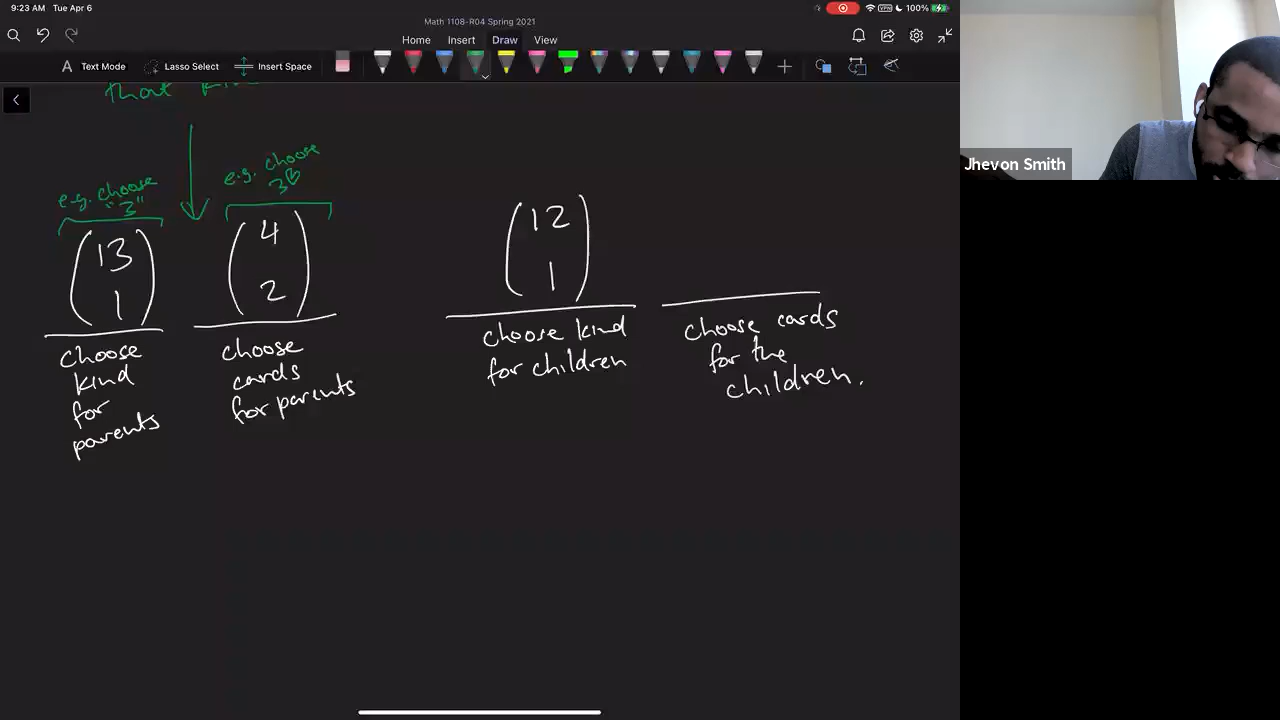 9:23 AM Tue Apr 6
100%
Math 1108-R04 Spring 2021
Home Insert Draw View
Text Mode Lasso Select Insert Space
that
e.g. choose
"3"
e.g. choose
3♡
(13
1)
(4
2)
(12
1)
choose
kind
for
parents
choose
cards
for parents
choose kind
for children
choose cards
for the
children.
Jhevon Smith